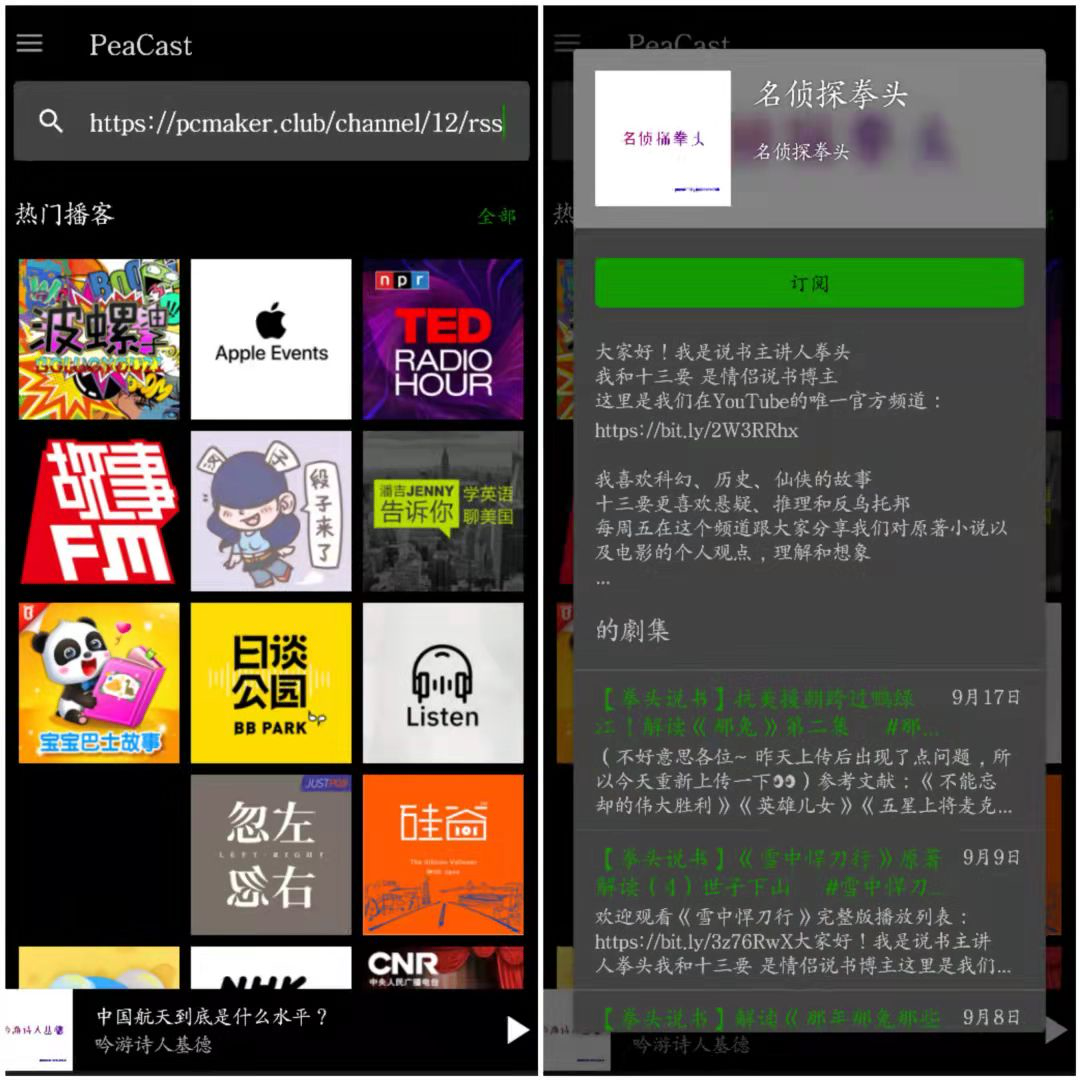 PeaCast
https://pcmaker.club/channel/12/rss
热门播客
全部
波螺油子
BOLUOYOUZI
Apple Events
npr
TED
RADIO
HOUR
故事
FM
段子来了
潘吉JENNY
告诉你
学英语
聊美国
宝宝巴士故事
日谈
公园
BB PARK
bp
Listen
JUSTPOD
忽左
LEFT·RIGHT
忽右
硅谷
101
NHK
CNR
中央人民广播电台
中国航天到底是什么水平？
吟游诗人基德
PeaCast
名侦探拳头
名侦探拳头
名侦探拳头
订阅
大家好！我是说书主讲人拳头
我和十三要 是情侣说书博主
这里是我们在YouTube的唯一官方频道：
https://bit.ly/2W3RRhx
我喜欢科幻、历史、仙侠的故事
十三要更喜欢悬疑、推理和反乌托邦
每周五在这个频道跟大家分享我们对原著小说以
及电影的个人观点，理解和想象
...
的劇集
【拳头说书】抗美援朝跨过鸭绿 9月17日
江！解读《那兔》第二集 #那...
（不好意思各位~ 昨天上传后出现了点问题，所
以今天重新上传一下👀）参考文献：《不能忘
却的伟大胜利》《英雄儿女》《五星上将麦克...
【拳头说书】《雪中悍刀行》原著 9月9日
解读（4）世子下山 #雪中悍刀...
欢迎观看《雪中悍刀行》完整版播放列表：
https://bit.ly/3z76RwX大家好！我是说书主讲
人拳头我和十三要 是情侣说书博主这里是我们...
【拳头说书】解读《那年那兔那些 9月8日
吟游诗人基德